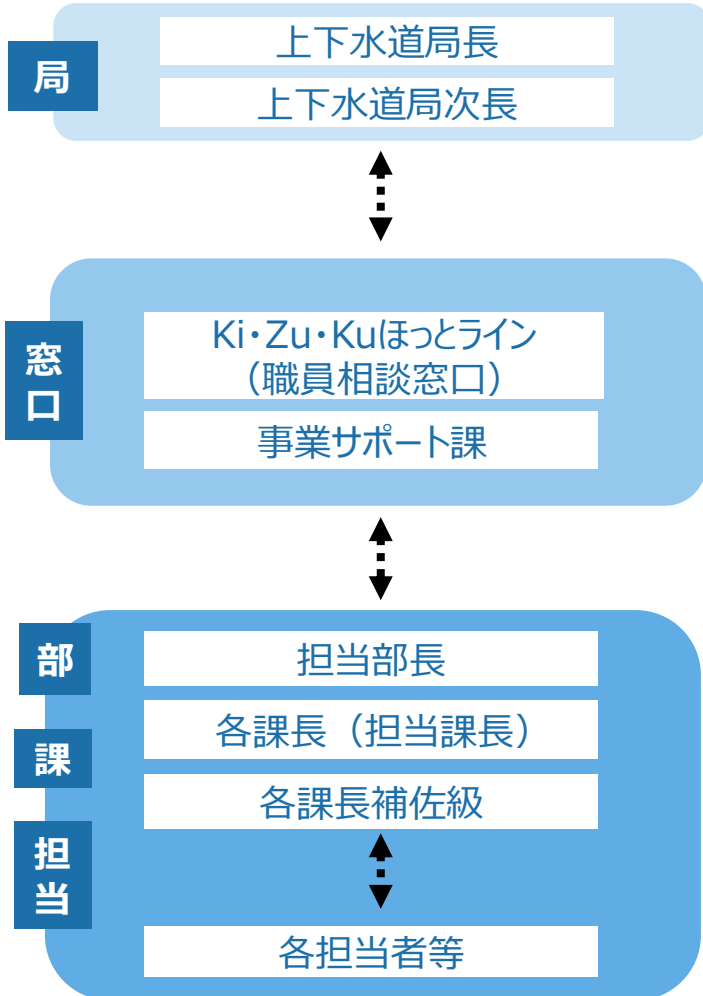 局
上下水道局長
上下水道局次長
窓口
Ki・Zu・Kuほっとライン
（職員相談窓口）
事業サポート課
部
担当部長
課
各課長（担当課長）
各課長補佐級
担当
各担当者等